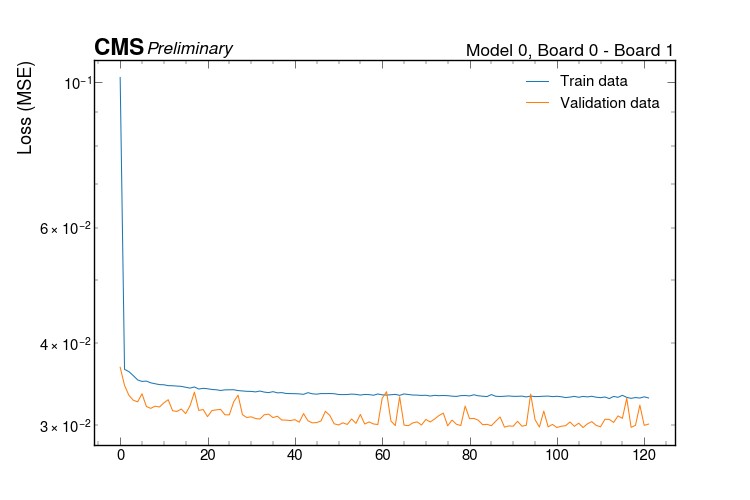 CMS Preliminary
Model 0, Board 0 - Board 1
Loss (MSE)
10⁻¹
6 × 10⁻²
4 × 10⁻²
3 × 10⁻²
Train data
Validation data
0 20 40 60 80 100 120